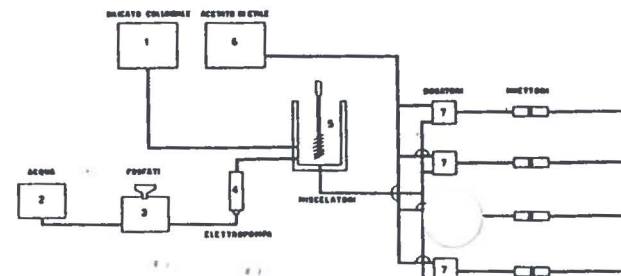 SILICATO COLLOIDALE
ACETATO DI ETILE
1
6
5
DOSATORI
INIETTORI
7
7
ACQUA
FOSFATI
2
3
4
MISCELATORI
ELETTROPOMPA
7